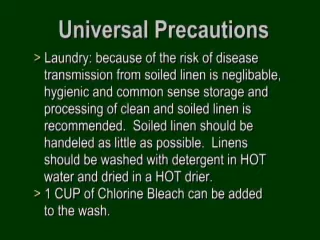 Universal Precautions
> Laundry: because of the risk of disease
transmission from soiled linen is neglibable,
hygienic and common sense storage and
processing of clean and soiled linen is
recommended. Soiled linen should be
handeled as little as possible. Linens
should be washed with detergent in HOT
water and dried in a HOT drier.
> 1 CUP of Chlorine Bleach can be added
to the wash.